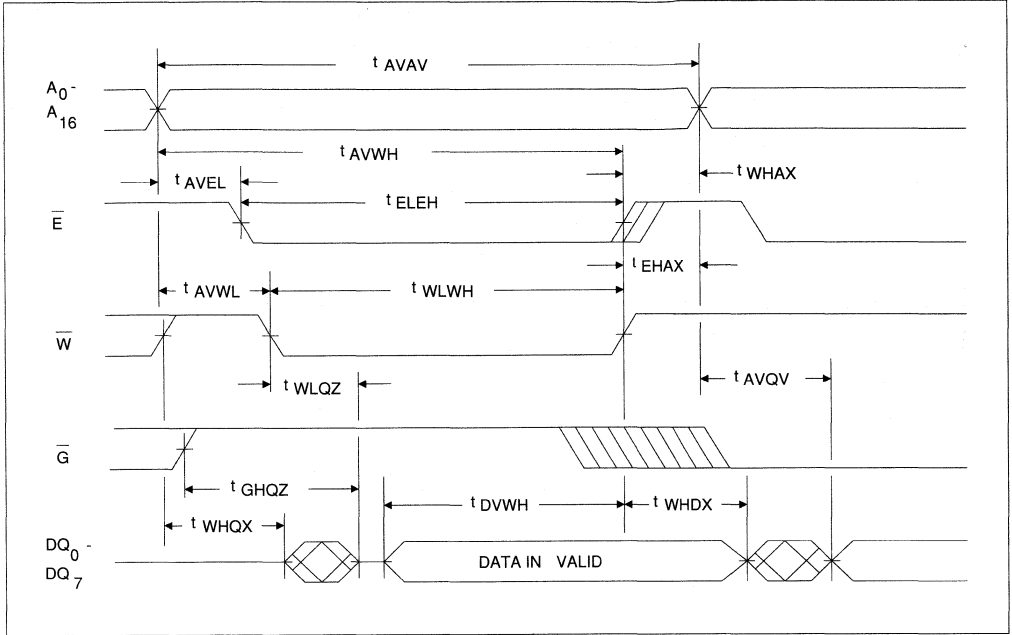 t AVAV
A0 -
A16
t AVWH
t WHAX
t AVEL
t ELEH
E
t EHAX
t AVWL
t WLWH
W
t AVQV
t WLQZ
G
t GHQZ
t DVWH
t WHDX
t WHQX
DQ0 -
DQ7
DATA IN VALID